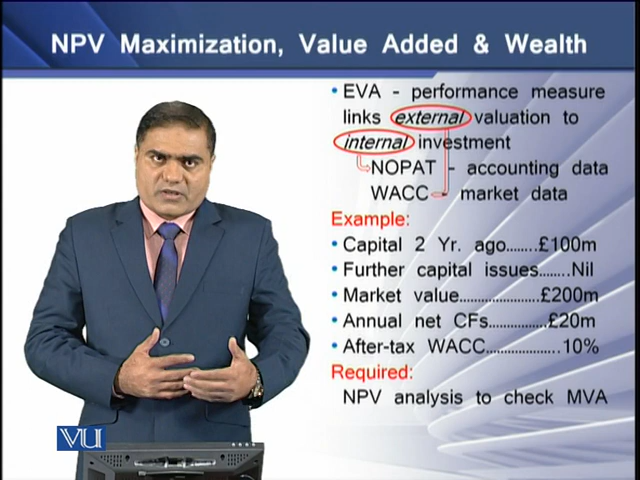 NPV Maximization, Value Added & Wealth
• EVA - performance measure
links external valuation to
internal investment
NOPAT - accounting data
WACC - market data
Example:
• Capital 2 Yr. ago........£100m
• Further capital issues........Nil
• Market value......................£200m
• Annual net CFs................£20m
• After-tax WACC....................10%
Required:
NPV analysis to check MVA
VU